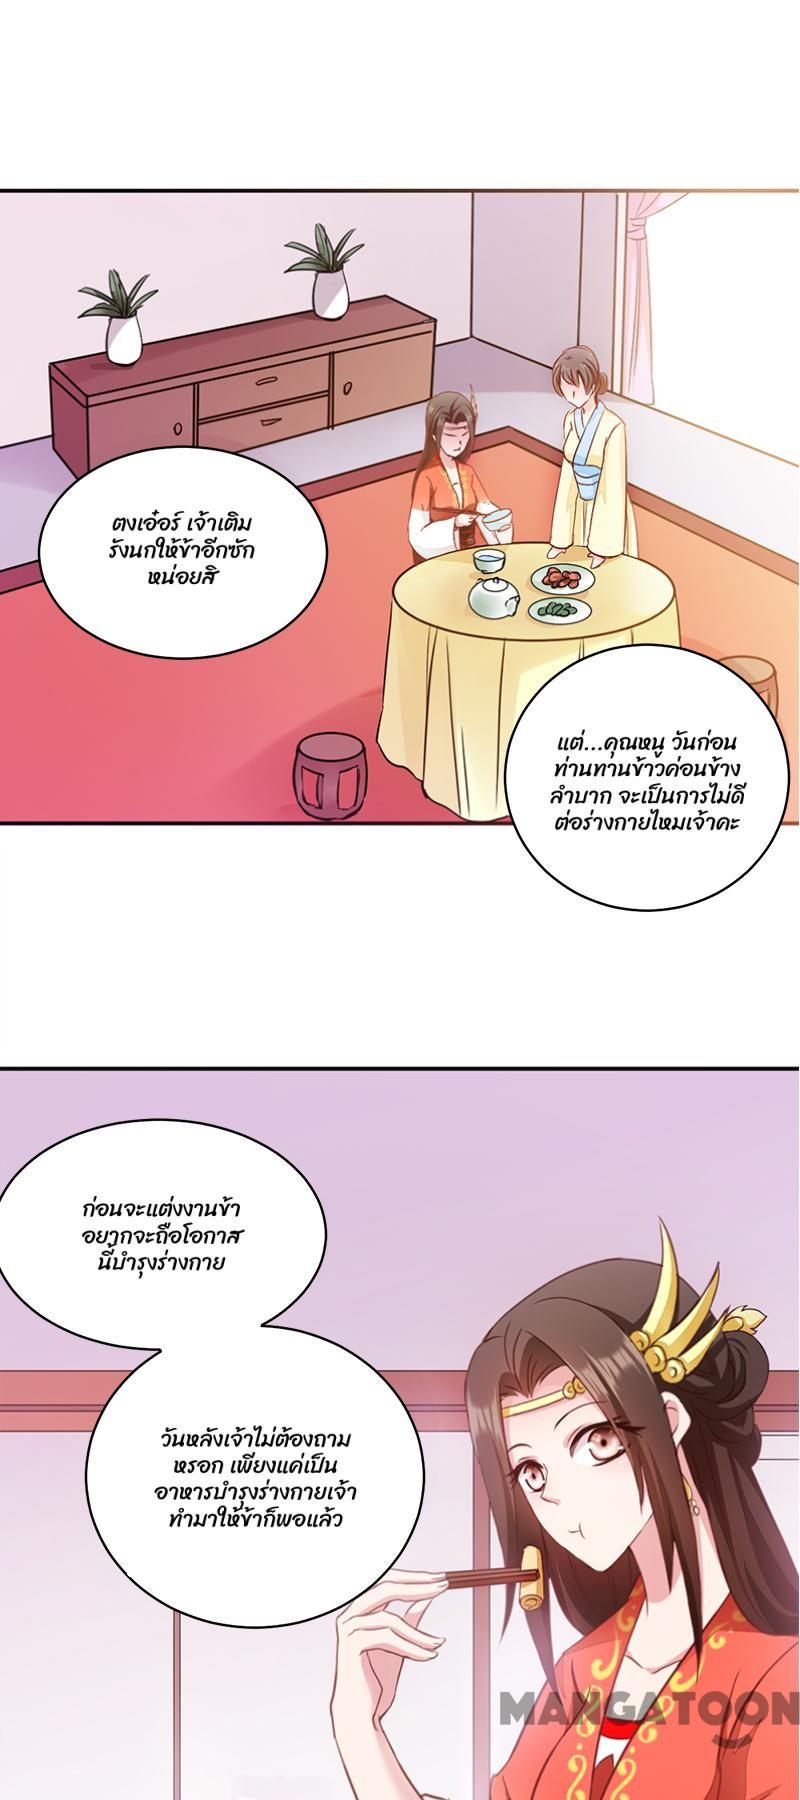 ตงเอ๋อร์ เจ้าเติม
รังนกให้ข้าอีกซัก
หน่อยสิ
แต่...คุณหนู วันก่อน
ท่านทานข้าวค่อนข้าง
ลำบาก จะเป็นการไม่ดี
ต่อร่างกายไหมเจ้าคะ
ก่อนจะแต่งงานข้า
อยากจะถือโอกาส
นี้บำรุงร่างกาย
วันหลังเจ้าไม่ต้องถาม
หรอก เพียงแค่เป็น
อาหารบำรุงร่างกายเจ้า
ทำมาให้ข้าก็พอแล้ว
MANGATOON